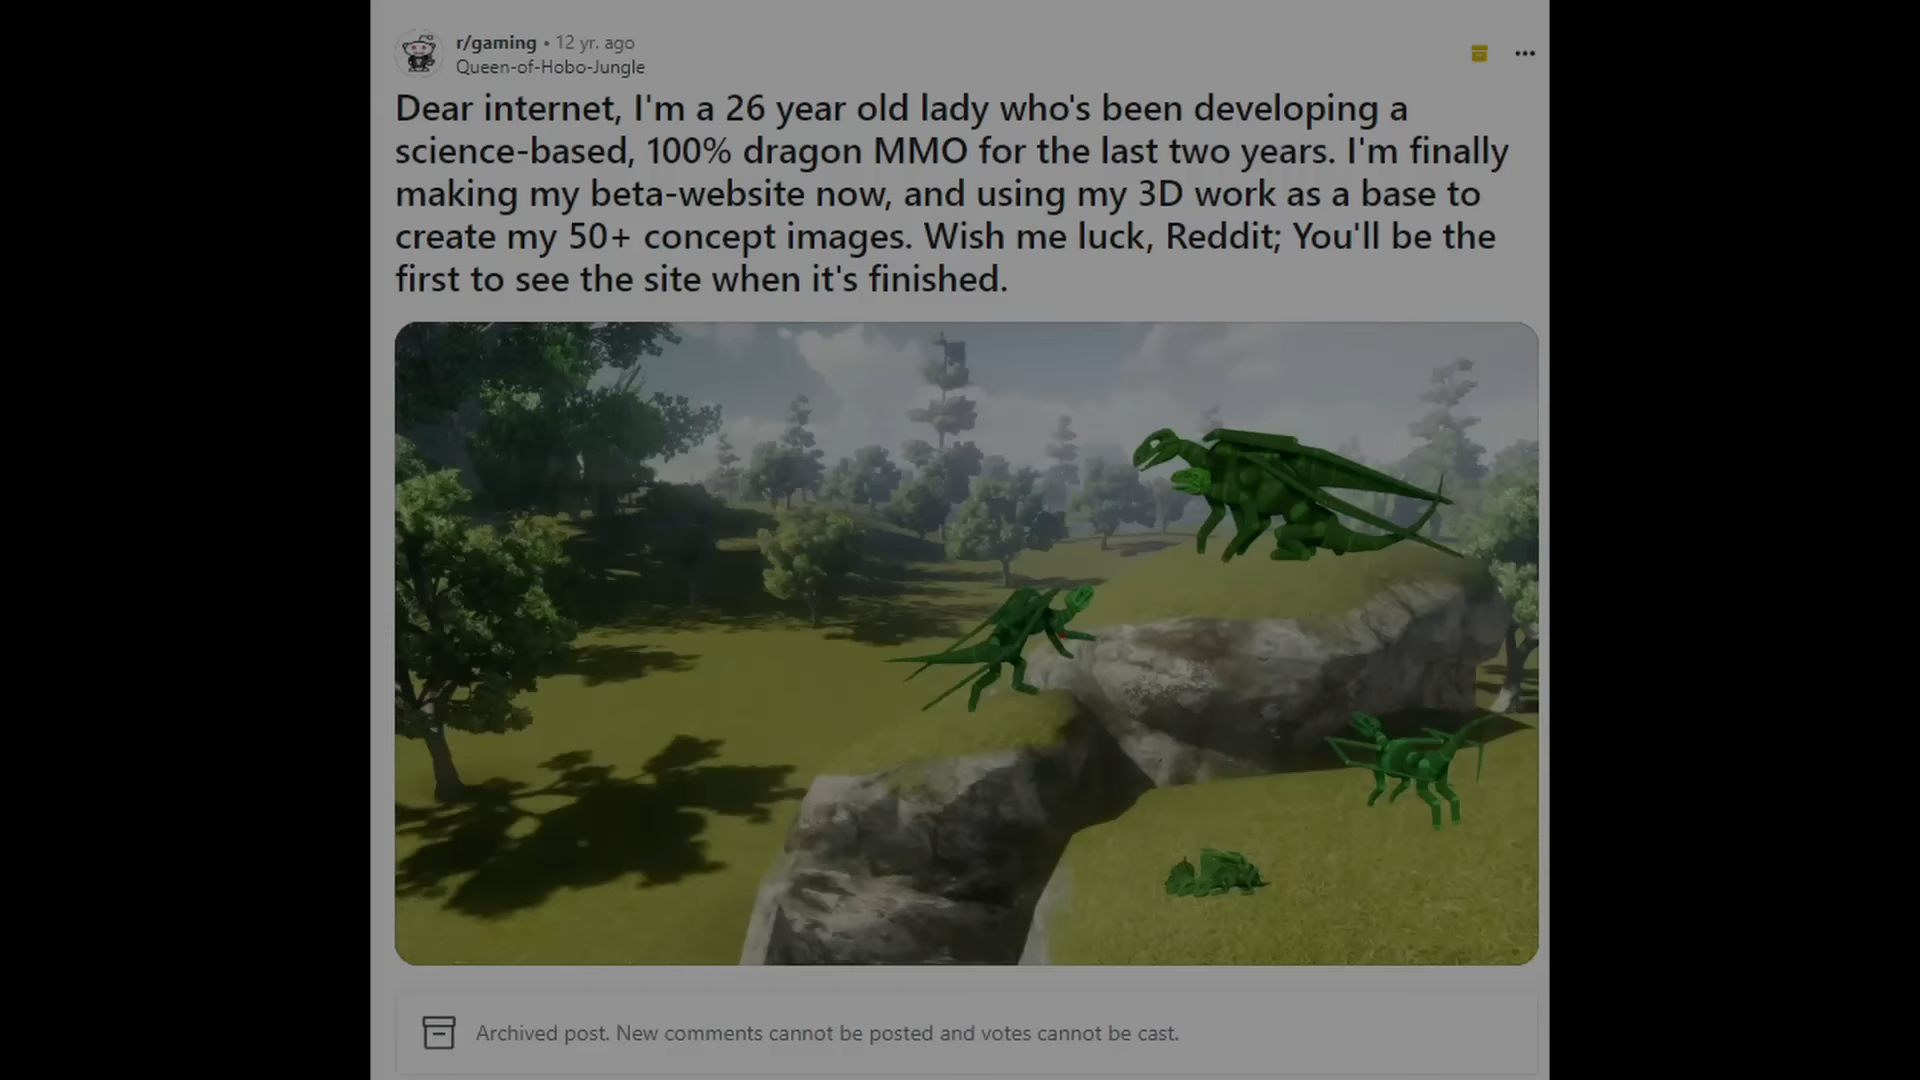 r/gaming • 12 yr. ago
Queen-of-Hobo-Jungle
Dear internet, I'm a 26 year old lady who's been developing a
science-based, 100% dragon MMO for the last two years. I'm finally
making my beta-website now, and using my 3D work as a base to
create my 50+ concept images. Wish me luck, Reddit; You'll be the
first to see the site when it's finished.
Archived post. New comments cannot be posted and votes cannot be cast.